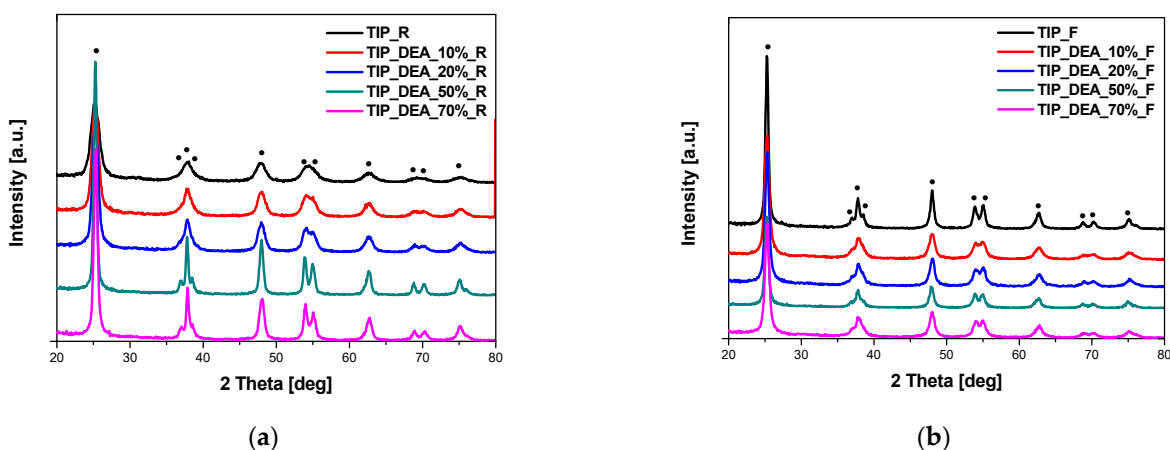 TIP_R
TIP_DEA_10%_R
TIP_DEA_20%_R
TIP_DEA_50%_R
TIP_DEA_70%_R
Intensity [a.u.]
20 30 40 50 60 70 80
2 Theta [deg]
(a)
TIP_F
TIP_DEA_10%_F
TIP_DEA_20%_F
TIP_DEA_50%_F
TIP_DEA_70%_F
Intensity [a.u.]
20 30 40 50 60 70 80
2 Theta [deg]
(b)